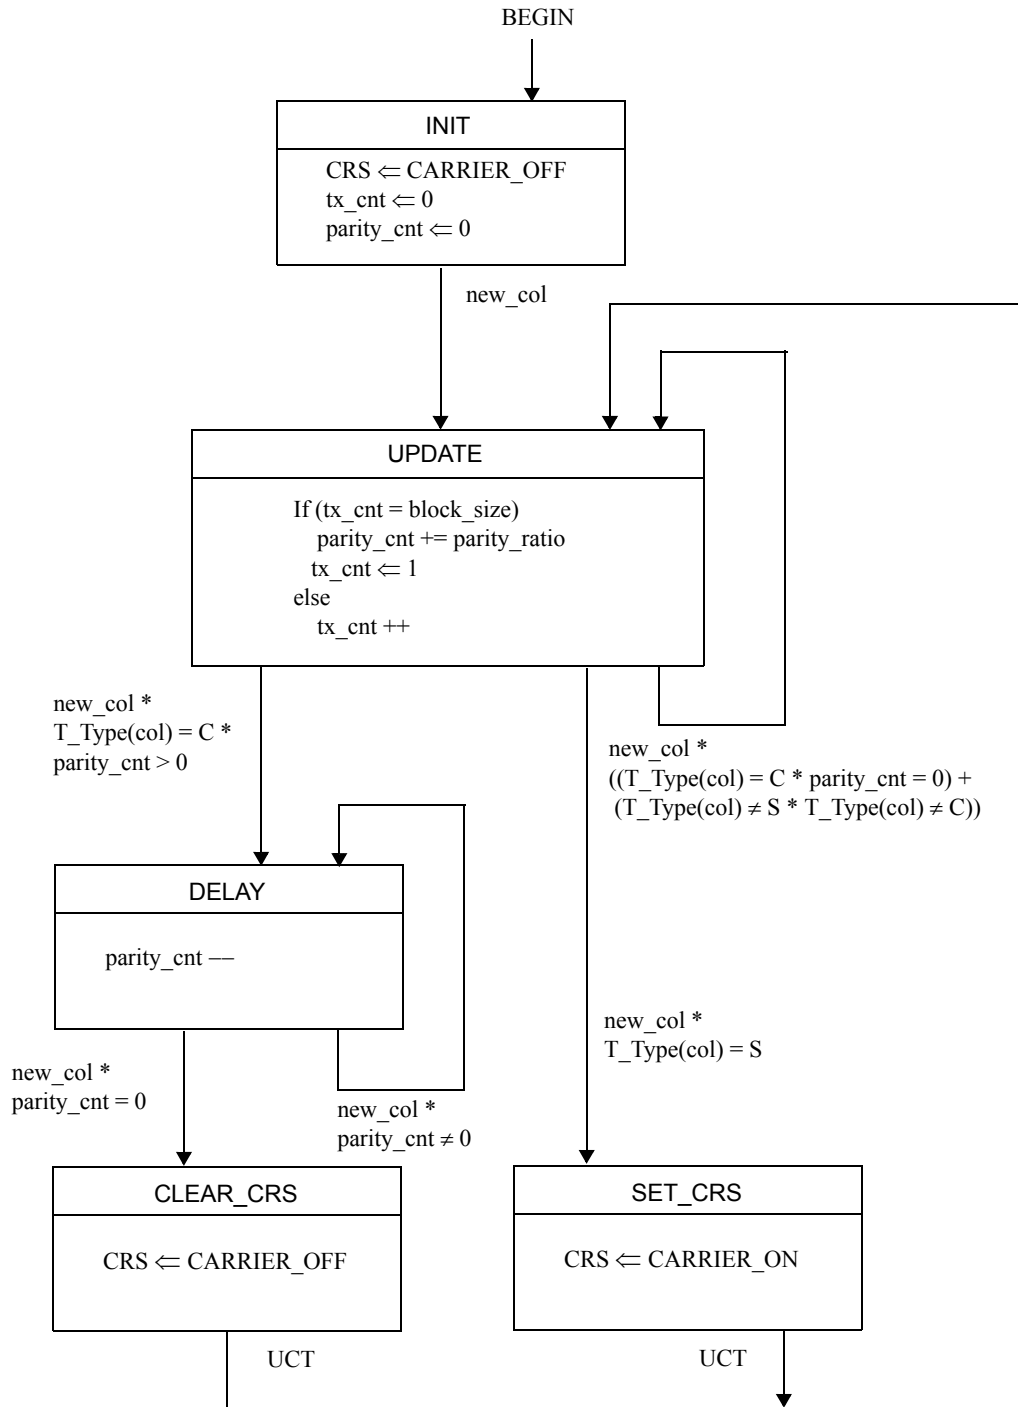 BEGIN
INIT
CRS ⇐ CARRIER_OFF
tx_cnt ⇐ 0
parity_cnt ⇐ 0
new_col
UPDATE
If (tx_cnt = block_size)
parity_cnt += parity_ratio
tx_cnt ⇐ 1
else
tx_cnt ++
new_col *
T_Type(col) = C *
parity_cnt > 0
new_col *
((T_Type(col) = C * parity_cnt = 0) +
(T_Type(col) ≠ S * T_Type(col) ≠ C))
DELAY
parity_cnt −−
new_col *
T_Type(col) = S
new_col *
parity_cnt = 0
new_col *
parity_cnt ≠ 0
CLEAR_CRS
CRS ⇐ CARRIER_OFF
SET_CRS
CRS ⇐ CARRIER_ON
UCT
UCT